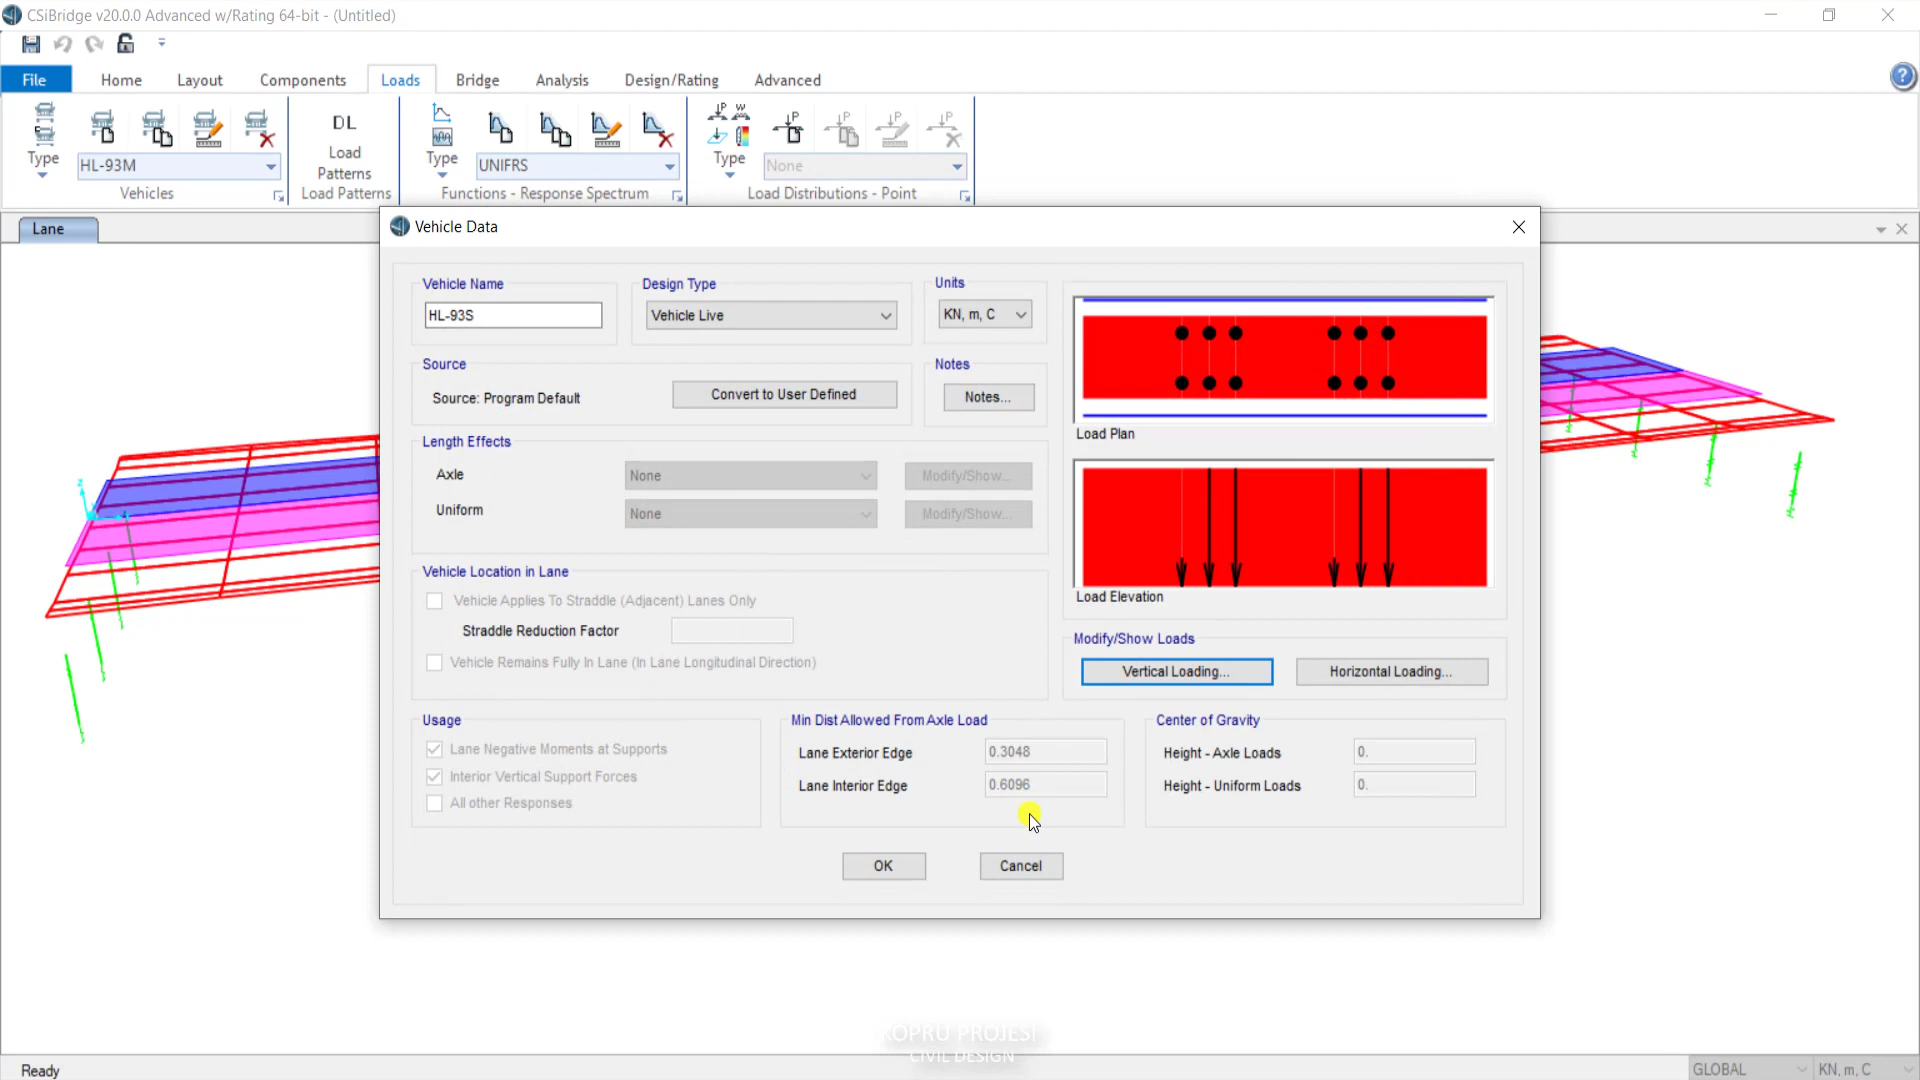 CSiBridge v20.0.0 Advanced w/Rating 64-bit - (Untitled)
File Home Layout Components Loads Bridge Analysis Design/Rating Advanced
Type
HL-93M
Vehicles
DL
Load
Patterns
Load Patterns
Type
UNIFRS
Functions - Response Spectrum
P W
Type
P
P
P
P
None
Load Distributions - Point
Lane
Vehicle Data
Vehicle Name
HL-93S
Design Type
Vehicle Live
Units
KN, m, C
Source
Source: Program Default
Convert to User Defined
Notes
Notes...
Length Effects
Axle
None
Modify/Show...
Uniform
None
Modify/Show...
Vehicle Location in Lane
Vehicle Applies To Straddle (Adjacent) Lanes Only
Straddle Reduction Factor
Vehicle Remains Fully In Lane (In Lane Longitudinal Direction)
Usage
Lane Negative Moments at Supports
Interior Vertical Support Forces
All other Responses
Min Dist Allowed From Axle Load
Lane Exterior Edge
0.3048
Lane Interior Edge
0.6096
Load Plan
Load Elevation
Modify/Show Loads
Vertical Loading...
Horizontal Loading...
Center of Gravity
Height - Axle Loads
0.
Height - Uniform Loads
0.
OK
Cancel
KOPRU PROJESI
CIVIL DESIGN
Ready
GLOBAL
KN, m, C